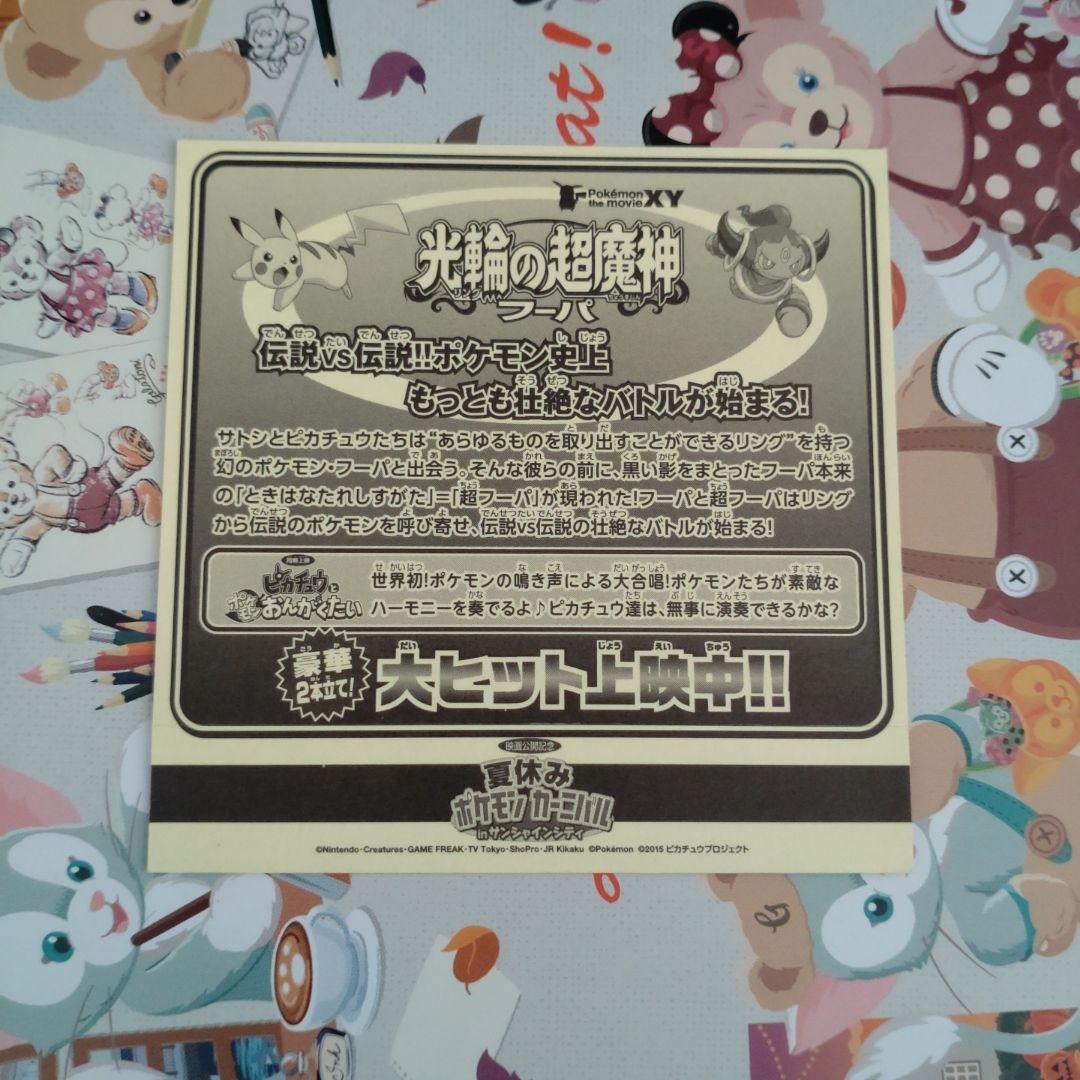 at!
Pokémon
the movie XY
光輪の超魔神
リング
フーパ
伝説VS伝説!!ポケモン史上
もっとも壮絶なバトルが始まる!
サトシとピカチュウたちは"あらゆるものを取り出すことができるリング"を持つ
幻のポケモン・フーパと出会う。そんな彼らの前に、黒い影をまとったフーパ本来
の「ときはなたれしすがた」=「超フーパ」が現われた!フーパと超フーパはリング
から伝説のポケモンを呼び寄せ、伝説vs伝説の壮絶なバトルが始まる!
同時上映
ピカチュウと
ポケモンおんがくたい
世界初!ポケモンの鳴き声による大合唱!ポケモンたちが素敵な
ハーモニーを奏でるよ♪ピカチュウ達は、無事に演奏できるかな?
豪華
2本立て!
大ヒット上映中!!
映画公開記念
夏休み
ポケモンカーニバル
inサンシャインシティ
©Nintendo・Creatures・GAME FREAK・TV Tokyo・ShoPro・JR Kikaku ©Pokémon ©2015 ピカチュウプロジェクト